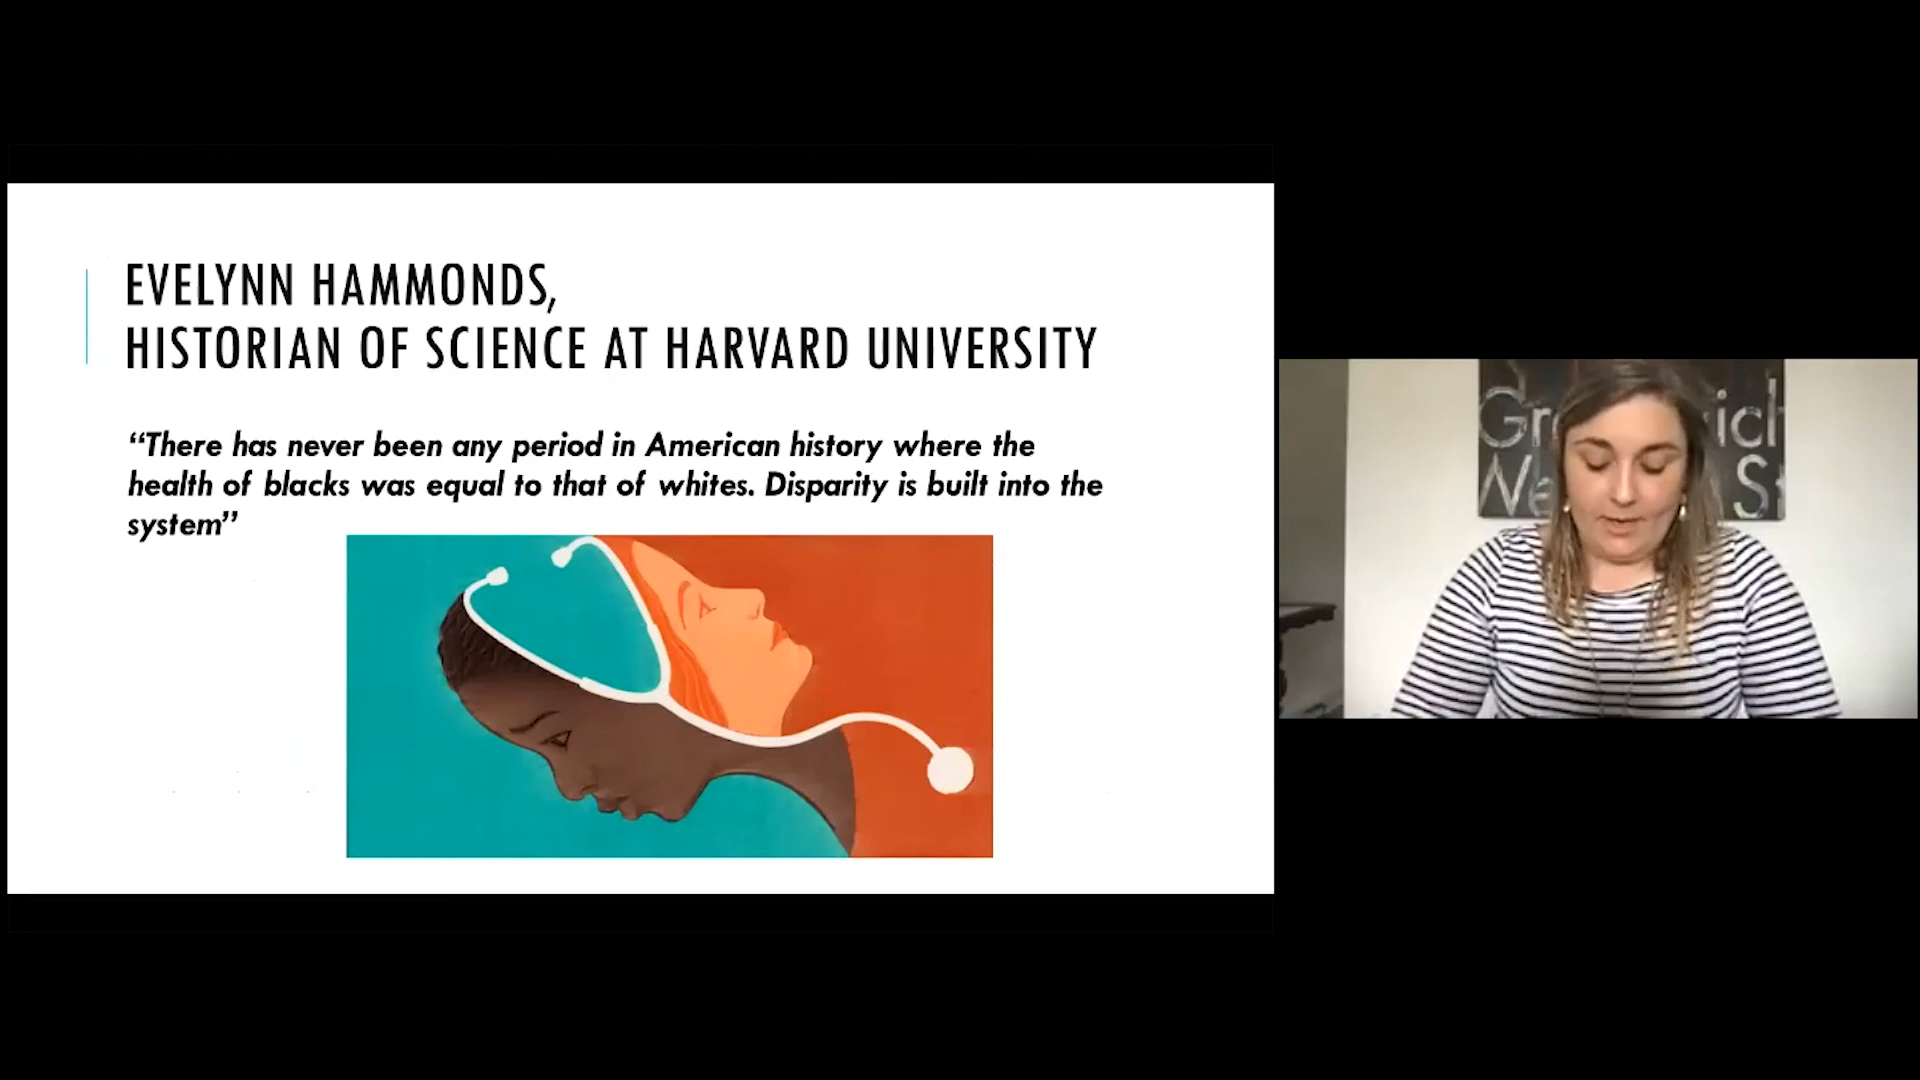 EVELYNN HAMMONDS,
HISTORIAN OF SCIENCE AT HARVARD UNIVERSITY
“There has never been any period in American history where the
health of blacks was equal to that of whites. Disparity is built into the
system”